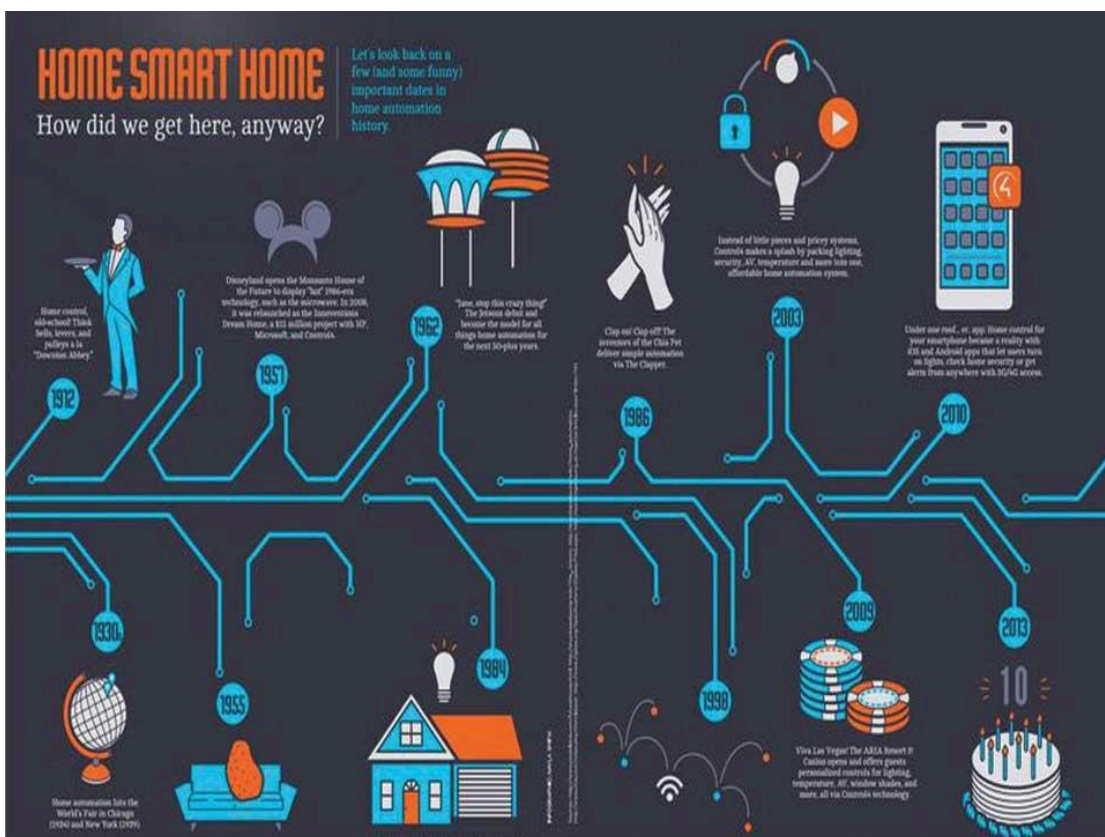 HOME SMART HOME
How did we get here, anyway?
Let's look back on a
few (and some funny)
important dates in
home automation
history.
Home control,
old-school! Think
bells, levers, and
pulleys a la
"Downton Abbey."
1912
Disneyland opens the Monsanto House of
the Future to display "hot" 1986-era
technology, such as the microwave. In 2008,
it was relaunched as the Innoventions
Dream Home, a $15 million project with HP,
Microsoft, and Control4.
1957
1962
"Jane, stop this crazy thing!"
The Jetsons debut and
become the model for all
things home automation for
the next 50-plus years.
Clap on! Clap off! The
inventors of the Chia Pet
deliver simple automation
via The Clapper.
1986
Instead of little pieces and pricey systems,
Control4 makes a splash by packing lighting,
security, AV, temperature and more into one,
affordable home automation system.
2003
Under one roof... er, app. Home control for
your smartphone became a reality with
iOS and Android apps that let users turn
on lights, check home security or get
alerts from anywhere with 3G/4G access.
2010
1930s
Home automation hits the
World's Fair in Chicago
(1934) and New York (1939)
1955
1984
1998
2009
Viva Las Vegas! The ARIA Resort &
Casino opens and offers guests
personalized controls for lighting,
temperature, AV, window shades, and
more, all via Control4 technology.
2013
10